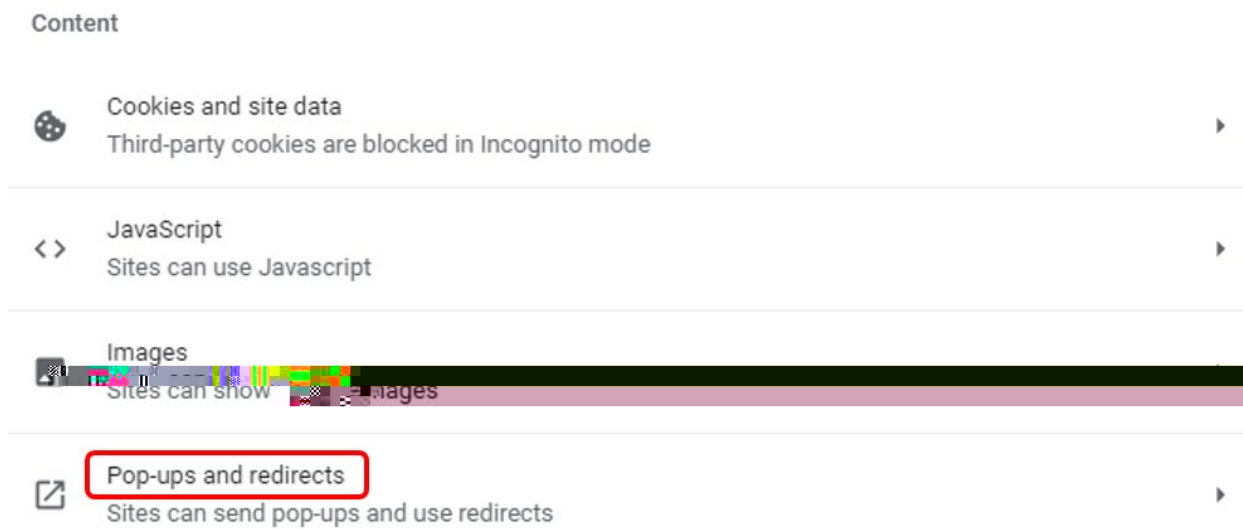 Content
Cookies and site data
Third-party cookies are blocked in Incognito mode
JavaScript
Sites can use Javascript
Images
Sites can show
Pop-ups and redirects
Sites can send pop-ups and use redirects